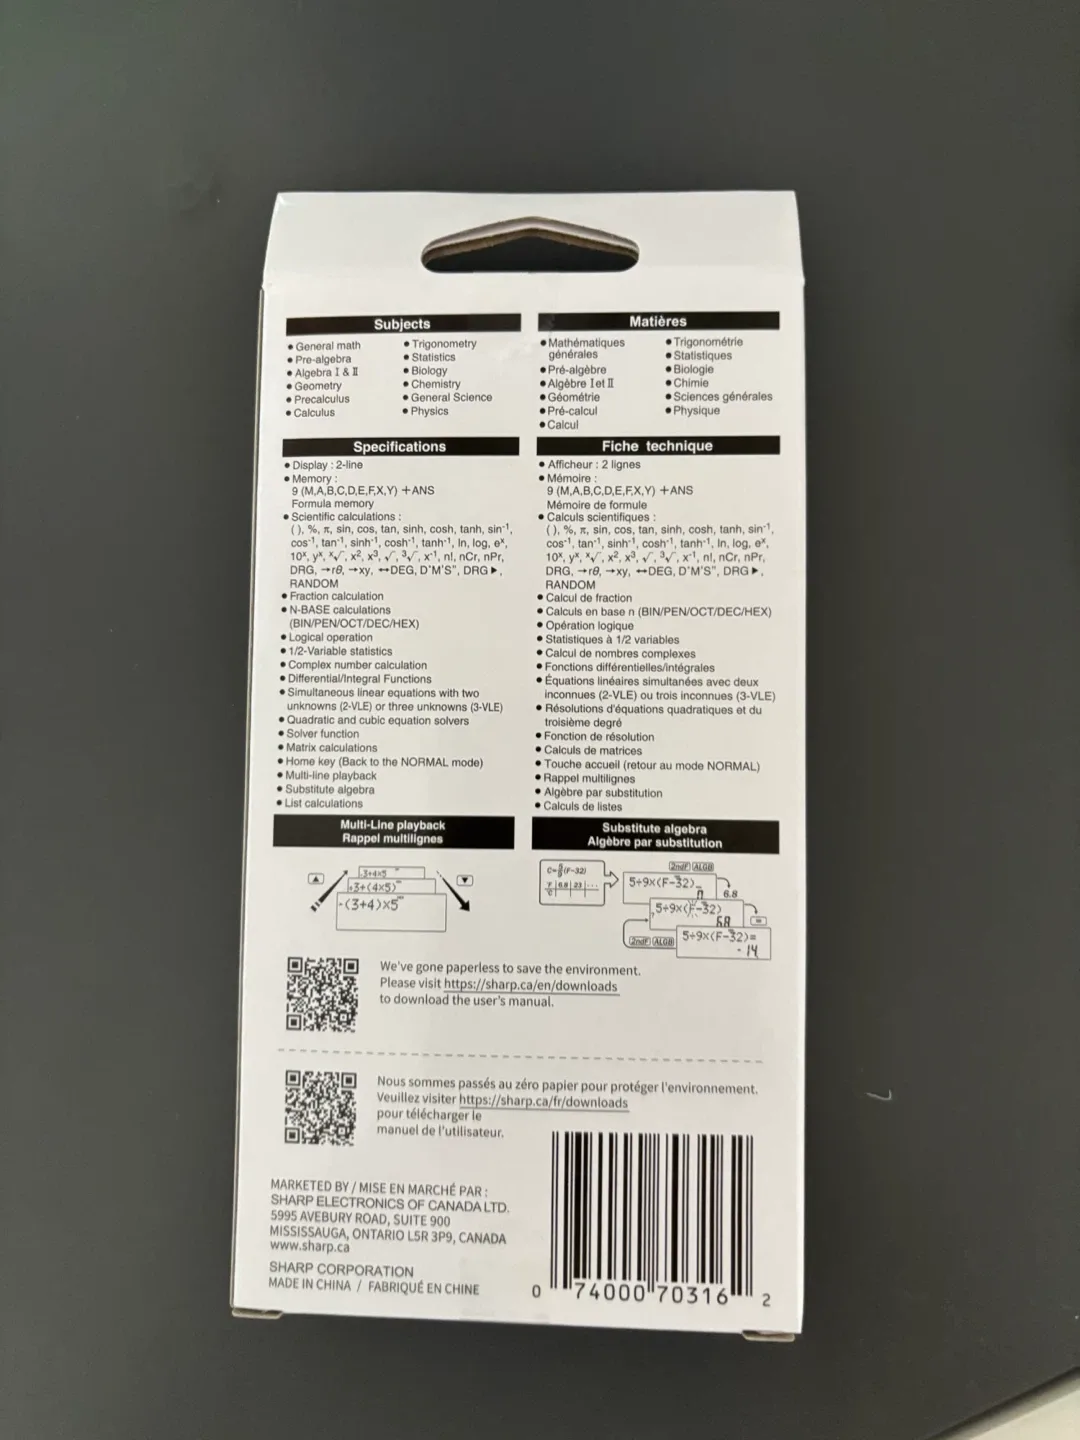 Subjects
• General math
• Pre-algebra
• Algebra I & II
• Geometry
• Precalculus
• Calculus
• Trigonometry
• Statistics
• Biology
• Chemistry
• General Science
• Physics
Matières
• Mathématiques
générales
• Pré-algèbre
• Algèbre I et II
• Géométrie
• Pré-calcul
• Calcul
• Trigonométrie
• Statistiques
• Biologie
• Chimie
• Sciences générales
• Physique
Specifications
• Display : 2-line
• Memory :
9 (M,A,B,C,D,E,F,X,Y) +ANS
Formula memory
• Scientific calculations :
( ), %, π, sin, cos, tan, sinh, cosh, tanh, sin⁻¹,
cos⁻¹, tan⁻¹, sinh⁻¹, cosh⁻¹, tanh⁻¹, ln, log, eˣ,
10ˣ, yˣ, ˣ√, x², x³, √, ³√, x⁻¹, n!, nCr, nPr,
DRG, →rθ, →xy, ↔DEG, D°M'S", DRG▶,
RANDOM
• Fraction calculation
• N-BASE calculations
(BIN/PEN/OCT/DEC/HEX)
• Logical operation
• 1/2-Variable statistics
• Complex number calculation
• Differential/Integral Functions
• Simultaneous linear equations with two
unknowns (2-VLE) or three unknowns (3-VLE)
• Quadratic and cubic equation solvers
• Solver function
• Matrix calculations
• Home key (Back to the NORMAL mode)
• Multi-line playback
• Substitute algebra
• List calculations
Fiche technique
• Afficheur : 2 lignes
• Mémoire :
9 (M,A,B,C,D,E,F,X,Y) +ANS
Mémoire de formule
• Calculs scientifiques :
( ), %, π, sin, cos, tan, sinh, cosh, tanh, sin⁻¹,
cos⁻¹, tan⁻¹, sinh⁻¹, cosh⁻¹, tanh⁻¹, ln, log, eˣ,
10ˣ, yˣ, ˣ√, x², x³, √, ³√, x⁻¹, n!, nCr, nPr,
DRG, →rθ, →xy, ↔DEG, D°M'S", DRG▶,
RANDOM
• Calcul de fraction
• Calculs en base n (BIN/PEN/OCT/DEC/HEX)
• Opération logique
• Statistiques à 1/2 variables
• Calcul de nombres complexes
• Fonctions différentielles/intégrales
• Équations linéaires simultanées avec deux
inconnues (2-VLE) ou trois inconnues (3-VLE)
• Résolutions d'équations quadratiques et du
troisième degré
• Fonction de résolution
• Calculs de matrices
• Touche accueil (retour au mode NORMAL)
• Rappel multilignes
• Algèbre par substitution
• Calculs de listes
Multi-Line playback
Rappel multilignes
3+4×5
3+(4×5)
(3+4)×5
Substitute algebra
Algèbre par substitution
C=5/9(F-32)
F 6.8 23 ...
°C
2ndF ALGB
5÷9×(F-32)
6.8
5÷9×(F-32)
6.8
=
2ndF ALGB
5÷9×(F-32)=
-14
We've gone paperless to save the environment.
Please visit https://sharp.ca/en/downloads
to download the user's manual.
Nous sommes passés au zéro papier pour protéger l'environnement.
Veuillez visiter https://sharp.ca/fr/downloads
pour télécharger le
manuel de l'utilisateur.
MARKETED BY / MISE EN MARCHÉ PAR :
SHARP ELECTRONICS OF CANADA LTD.
5995 AVEBURY ROAD, SUITE 900
MISSISSAUGA, ONTARIO L5R 3P9, CANADA
www.sharp.ca
SHARP CORPORATION
MADE IN CHINA / FABRIQUÉ EN CHINE
0 74000 70316 2